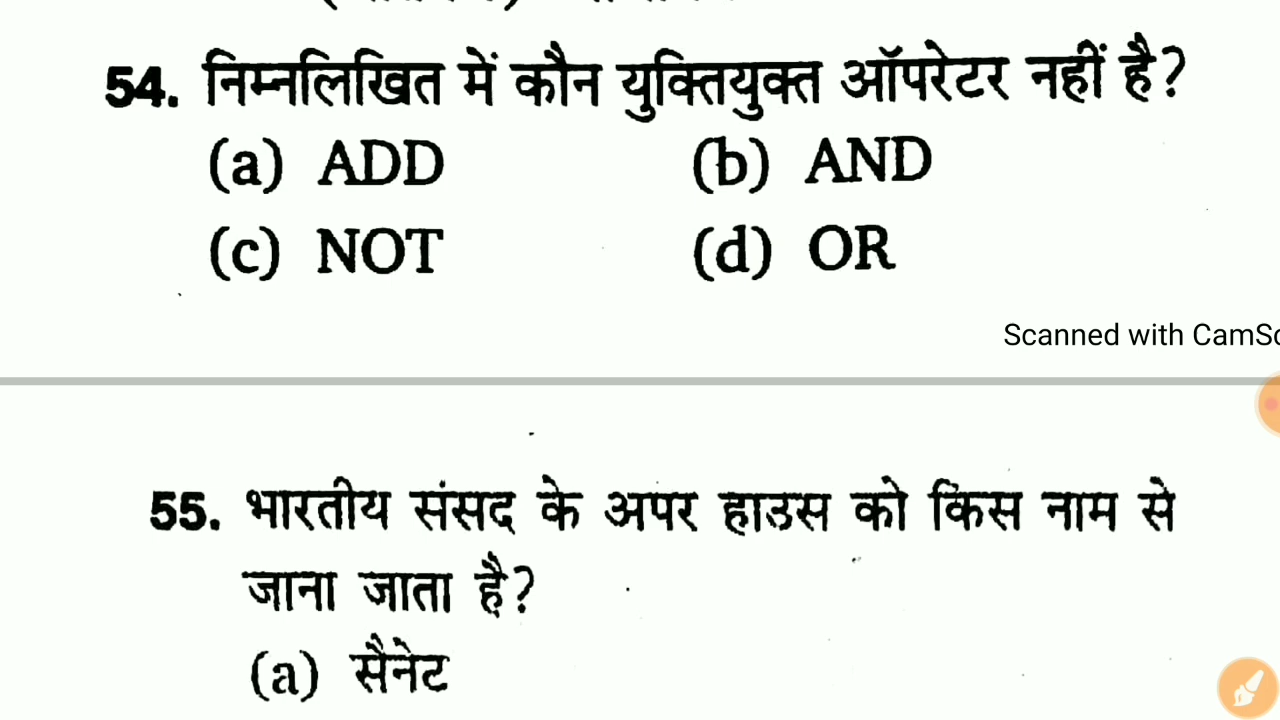 54. निम्नलिखित में कौन युक्तियुक्त ऑपरेटर नहीं है?
(a) ADD (b) AND
(c) NOT (d) OR
Scanned with CamSc
55. भारतीय संसद के अपर हाउस को किस नाम से
जाना जाता है?
(a) सैनेट